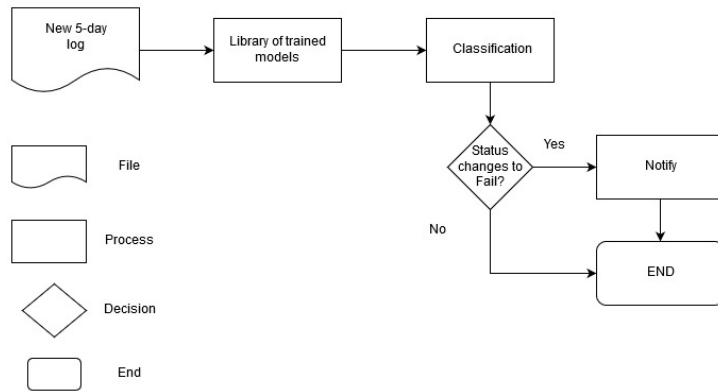 New 5-day
log
Library of trained
models
Classification
Status
changes to
Fail?
Yes
Notify
No
END
File
Process
Decision
End